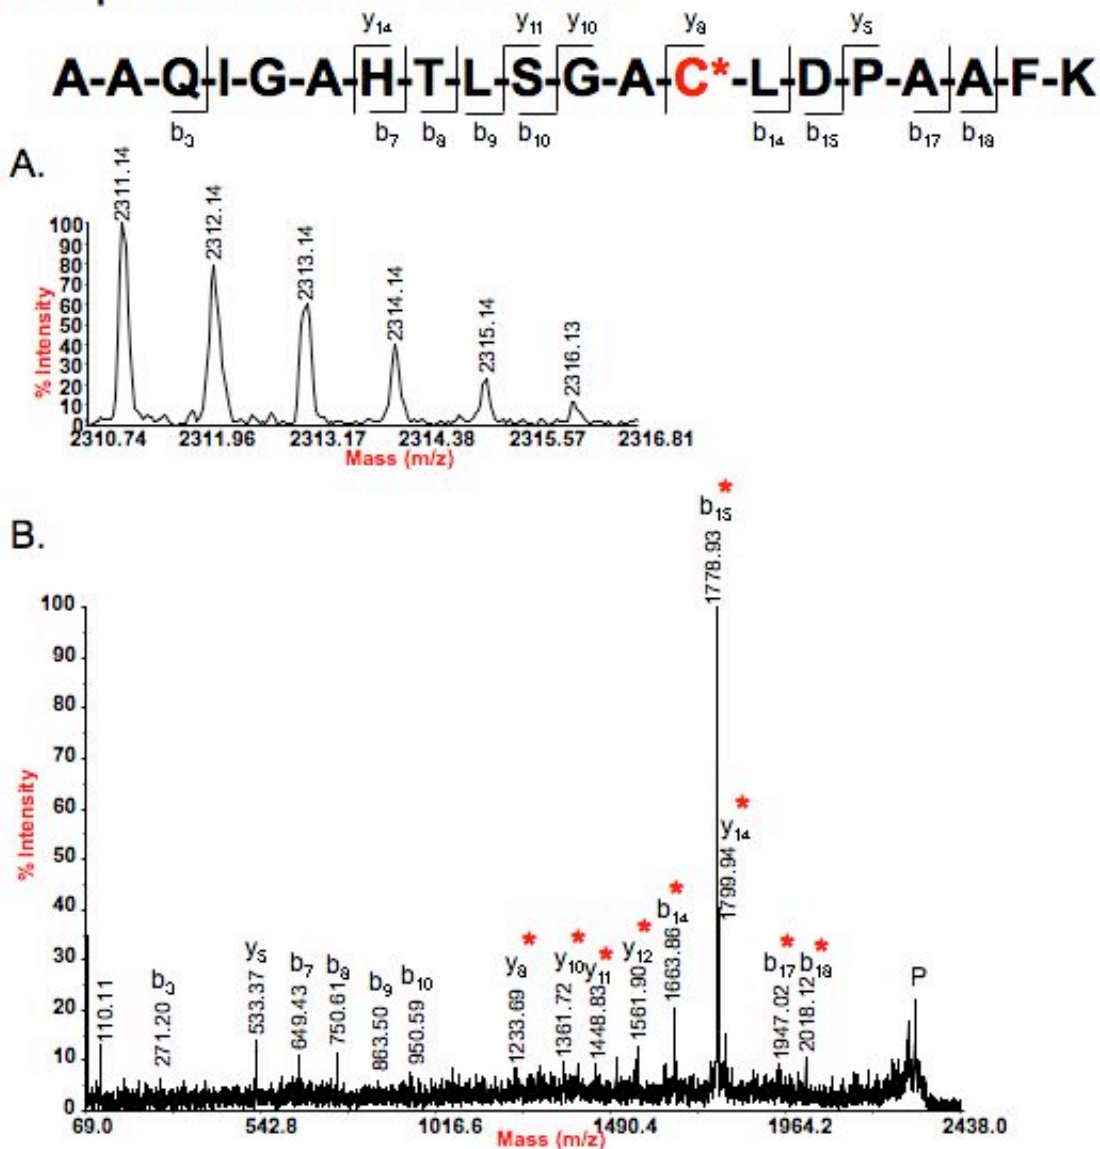 y14 y11 y10 y8 y5
A-A-Q-I-G-A-H-T-L-S-G-A-C*-L-D-P-A-A-F-K
b3 b7 b8 b9 b10 b14 b15 b17 b18
A.
2311.14
2312.14
2313.14
2314.14
2315.14
2316.13
100
90
80
70
60
50
40
30
20
10
0
% Intensity
2310.74 2311.96 2313.17 2314.38 2315.57 2316.81
Mass (m/z)
B.
b15 *
1778.93
y14 *
1799.94
b14 *
1663.86
y12 *
1561.90
y11 *
1448.83
y10 *
1361.72
y8 *
1233.69
b17 *
1947.02
b18 *
2018.12
P
b10
950.59
b9
863.50
b8
750.61
b7
649.43
y5
533.37
b3
271.20
110.11
100
90
80
70
60
50
40
30
20
10
0
% Intensity
69.0 542.8 1016.6 1490.4 1964.2 2438.0
Mass (m/z)